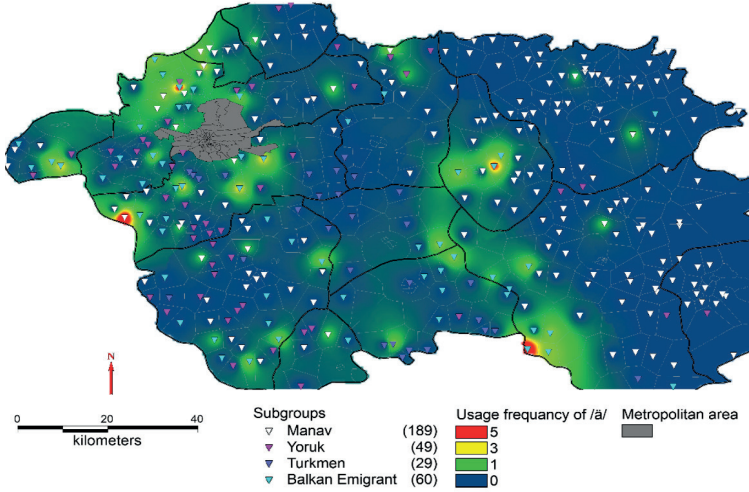 N
0 20 40
kilometers
Subgroups
Manav (189)
Yoruk (49)
Turkmen (29)
Balkan Emigrant (60)
Usage frequancy of /ä/
5
3
1
0
Metropolitan area